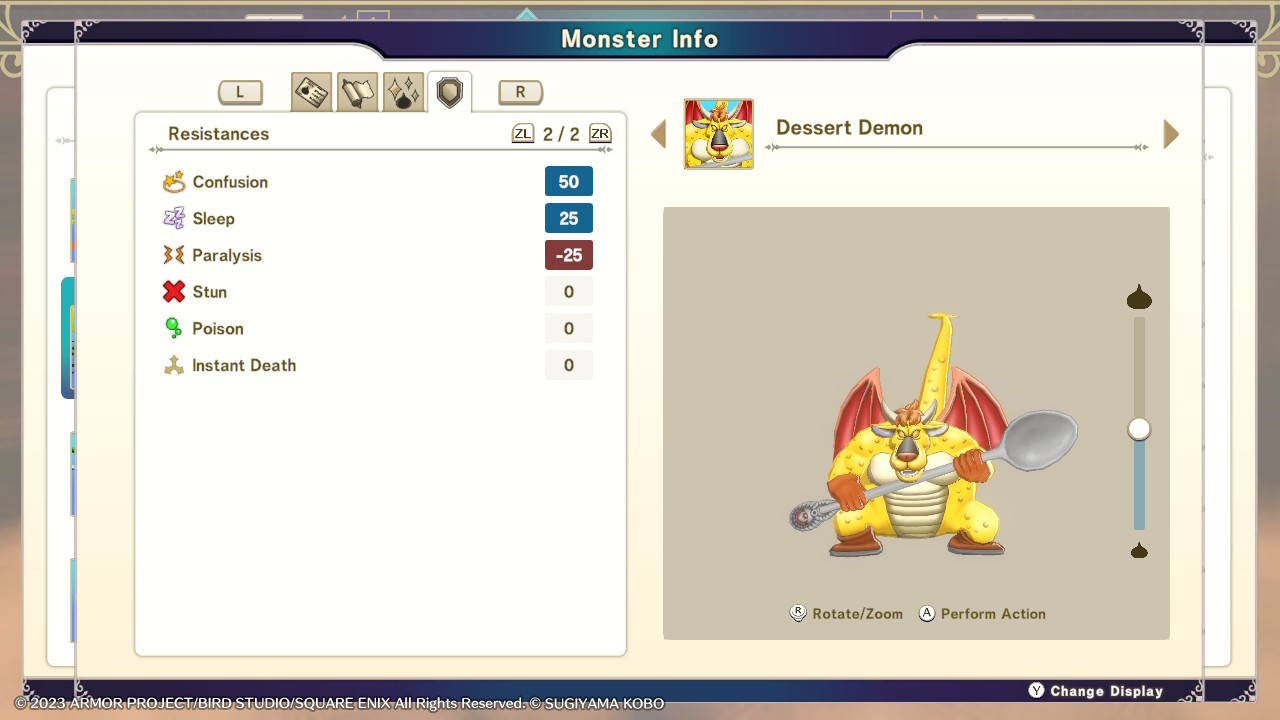 Monster Info
L
R
Resistances
ZL 2 / 2 ZR
Confusion 50
Sleep 25
Paralysis -25
Stun 0
Poison 0
Instant Death 0
Dessert Demon
R Rotate/Zoom A Perform Action
Y Change Display
© 2023 ARMOR PROJECT/BIRD STUDIO/SQUARE ENIX All Rights Reserved. © SUGIYAMA KOBO